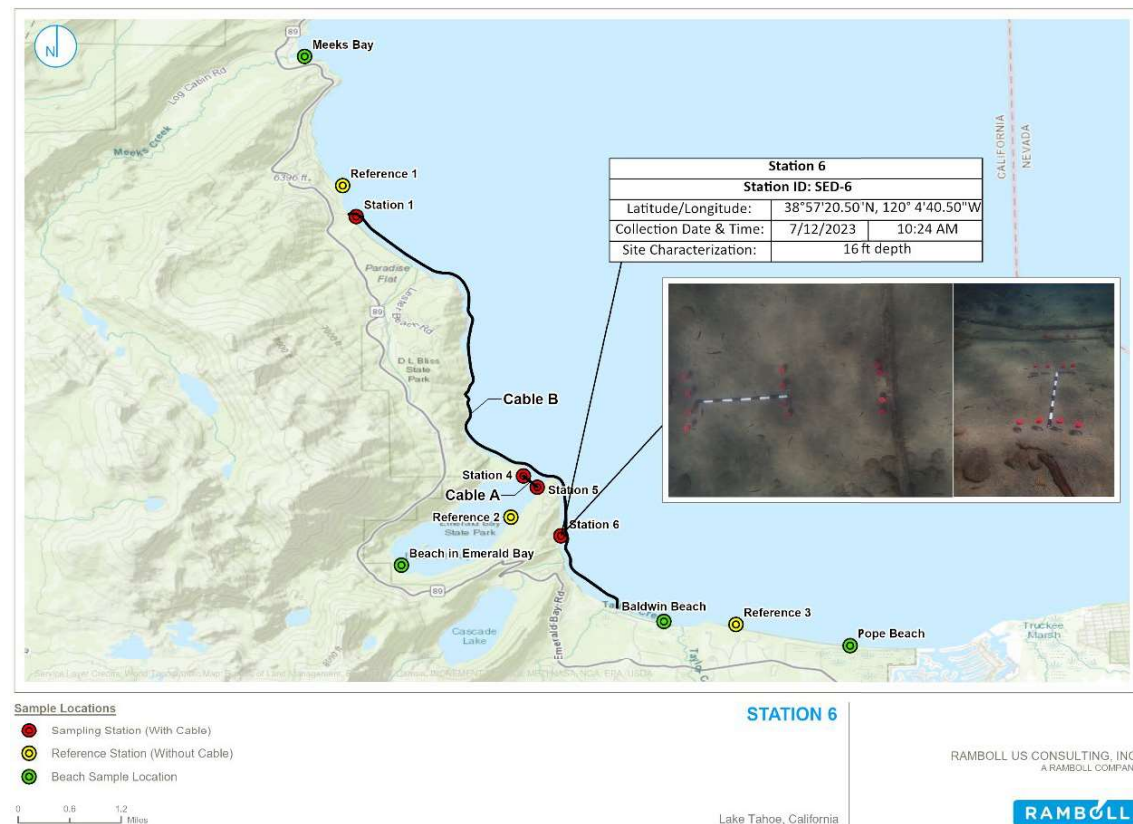 N
89
Meeks Bay
Log Cabin Rd
Meeks Creek
6396 ft
Reference 1
Station 1
Paradise Flat
89
D L Bliss State Park
Cable B
CALIFORNIA
NEVADA
Station 6
Station ID: SED-6
Latitude/Longitude: 38°57'20.50"N, 120° 4'40.50"W
Collection Date & Time: 7/12/2023 10:24 AM
Site Characterization: 16 ft depth
Station 4
Cable A
Station 5
Reference 2
State Park
Station 6
Beach in Emerald Bay
89
Emerald Bay Rd
Cascade Lake
Baldwin Beach
Reference 3
Pope Beach
Truckee Marsh
Sample Locations
Sampling Station (With Cable)
Reference Station (Without Cable)
Beach Sample Location
0 0.6 1.2
Miles
STATION 6
Lake Tahoe, California
RAMBOLL US CONSULTING, INC
A RAMBOLL COMPAN
RAMBOLL